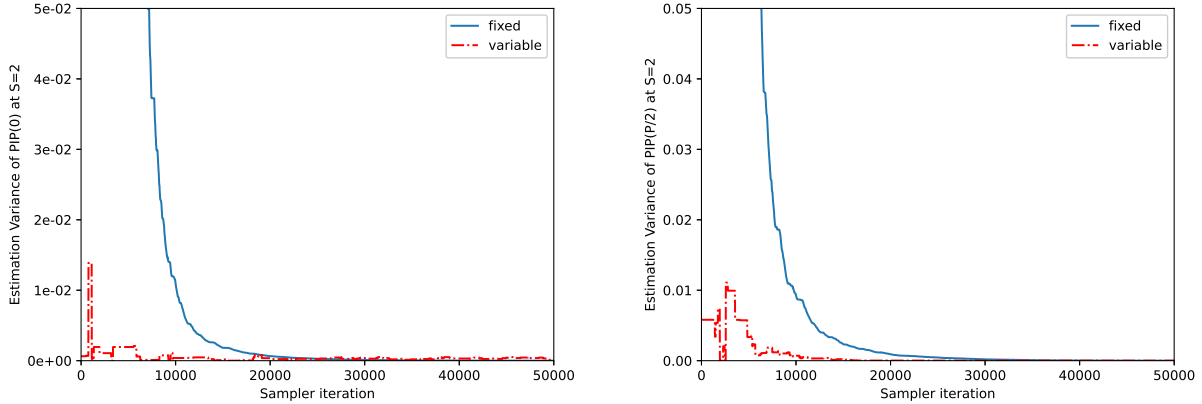 Estimation Variance of PIP(0) at S=2
5e-02
4e-02
3e-02
2e-02
1e-02
0e+00
fixed
variable
0 10000 20000 30000 40000 50000
Sampler iteration
Estimation Variance of PIP(P/2) at S=2
0.05
0.04
0.03
0.02
0.01
0.00
fixed
variable
0 10000 20000 30000 40000 50000
Sampler iteration